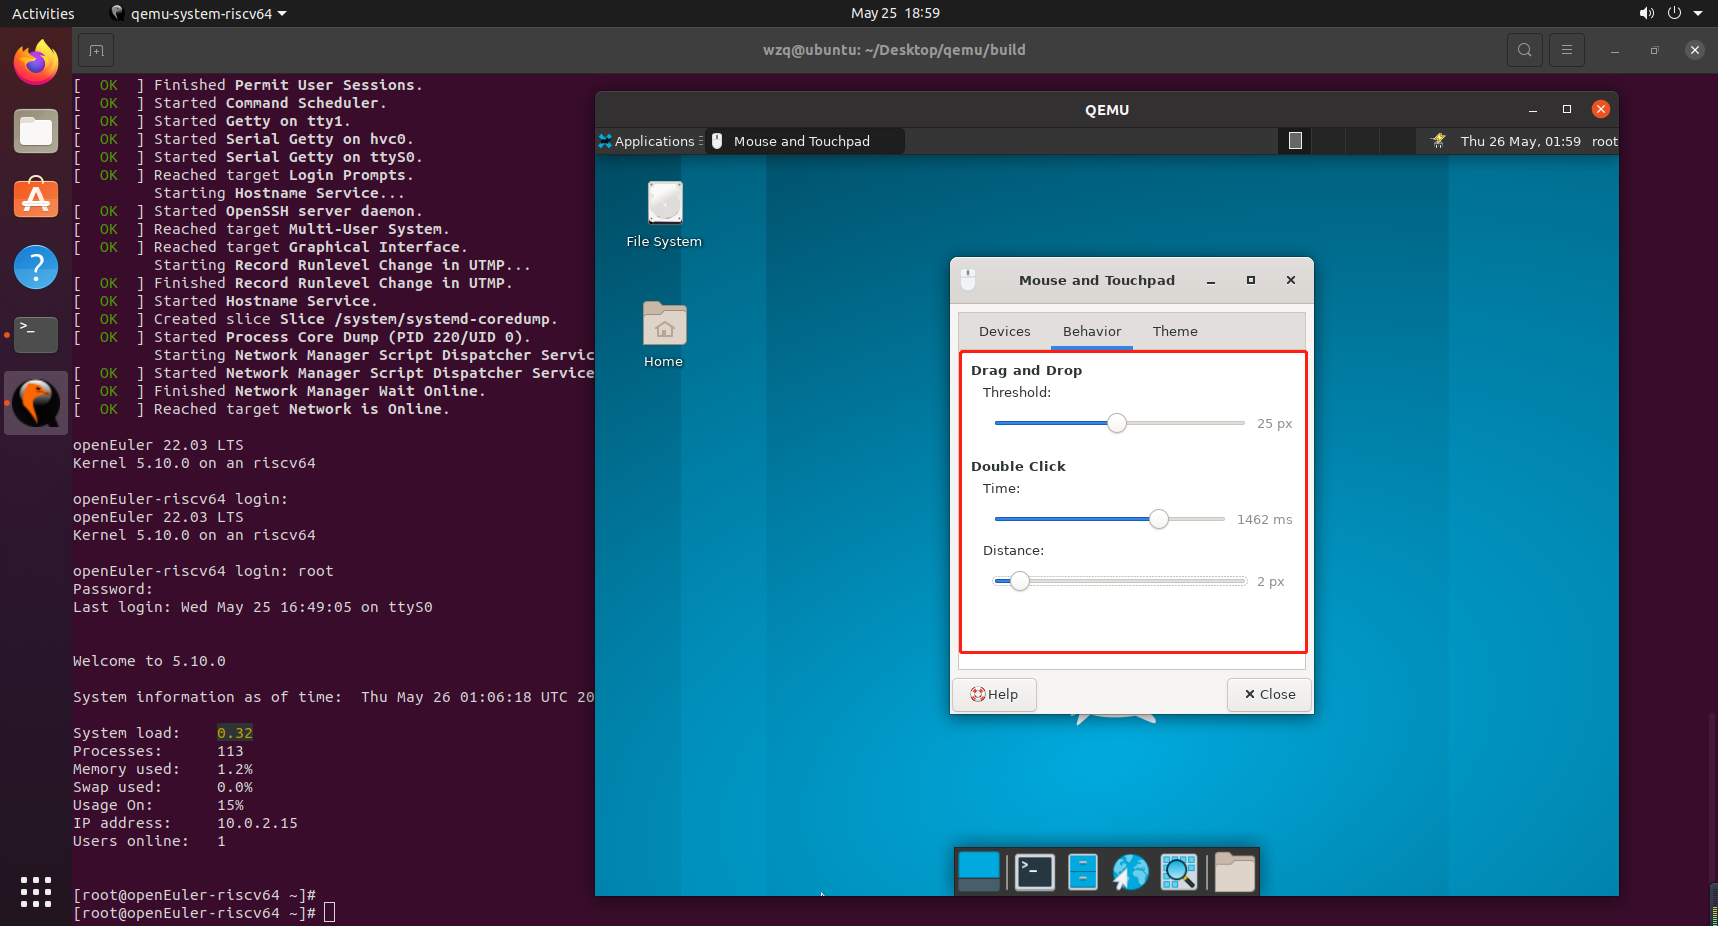 Activities
qemu-system-riscv64
May 25 18:59
wzq@ubuntu: ~/Desktop/qemu/build
[  OK  ] Finished Permit User Sessions.
[  OK  ] Started Command Scheduler.
[  OK  ] Started Getty on tty1.
[  OK  ] Started Serial Getty on hvc0.
[  OK  ] Started Serial Getty on ttyS0.
[  OK  ] Reached target Login Prompts.
Starting Hostname Service...
[  OK  ] Started OpenSSH server daemon.
[  OK  ] Reached target Multi-User System.
[  OK  ] Reached target Graphical Interface.
Starting Record Runlevel Change in UTMP...
[  OK  ] Finished Record Runlevel Change in UTMP.
[  OK  ] Started Hostname Service.
[  OK  ] Created slice Slice /system/systemd-coredump.
[  OK  ] Started Process Core Dump (PID 220/UID 0).
Starting Network Manager Script Dispatcher Servic
[  OK  ] Started Network Manager Script Dispatcher Service
[  OK  ] Finished Network Manager Wait Online.
[  OK  ] Reached target Network is Online.
openEuler 22.03 LTS
Kernel 5.10.0 on an riscv64
openEuler-riscv64 login:
openEuler 22.03 LTS
Kernel 5.10.0 on an riscv64
openEuler-riscv64 login: root
Password:
Last login: Wed May 25 16:49:05 on ttyS0
Welcome to 5.10.0
System information as of time:  Thu May 26 01:06:18 UTC 20
System load:    0.32
Processes:      113
Memory used:    1.2%
Swap used:      0.0%
Usage On:       15%
IP address:     10.0.2.15
Users online:   1
[root@openEuler-riscv64 ~]#
[root@openEuler-riscv64 ~]#
QEMU
Applications
Mouse and Touchpad
Thu 26 May, 01:59
root
File System
Home
Mouse and Touchpad
Devices
Behavior
Theme
Drag and Drop
Threshold:
25 px
Double Click
Time:
1462 ms
Distance:
2 px
Help
Close